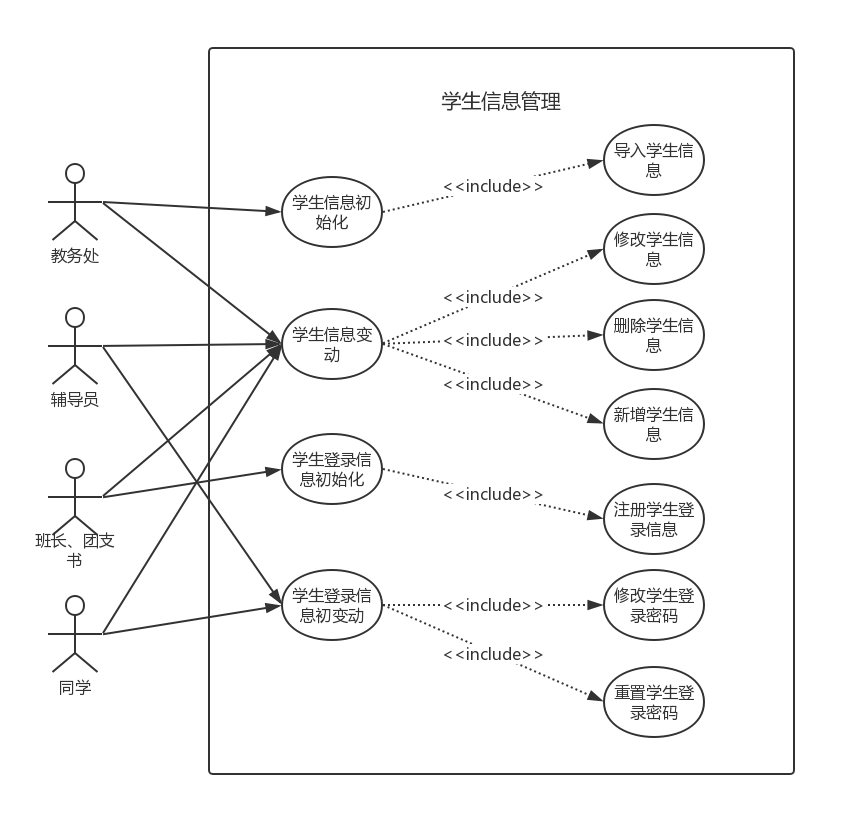 学生信息管理
教务处
辅导员
班长、团支
书
同学
学生信息初
始化
学生信息变
动
学生登录信
息初始化
学生登录信
息初变动
<<include>>
<<include>>
<<include>>
<<include>>
<<include>>
<<include>>
<<include>>
导入学生信
息
修改学生信
息
删除学生信
息
新增学生信
息
注册学生登
录信息
修改学生登
录密码
重置学生登
录密码